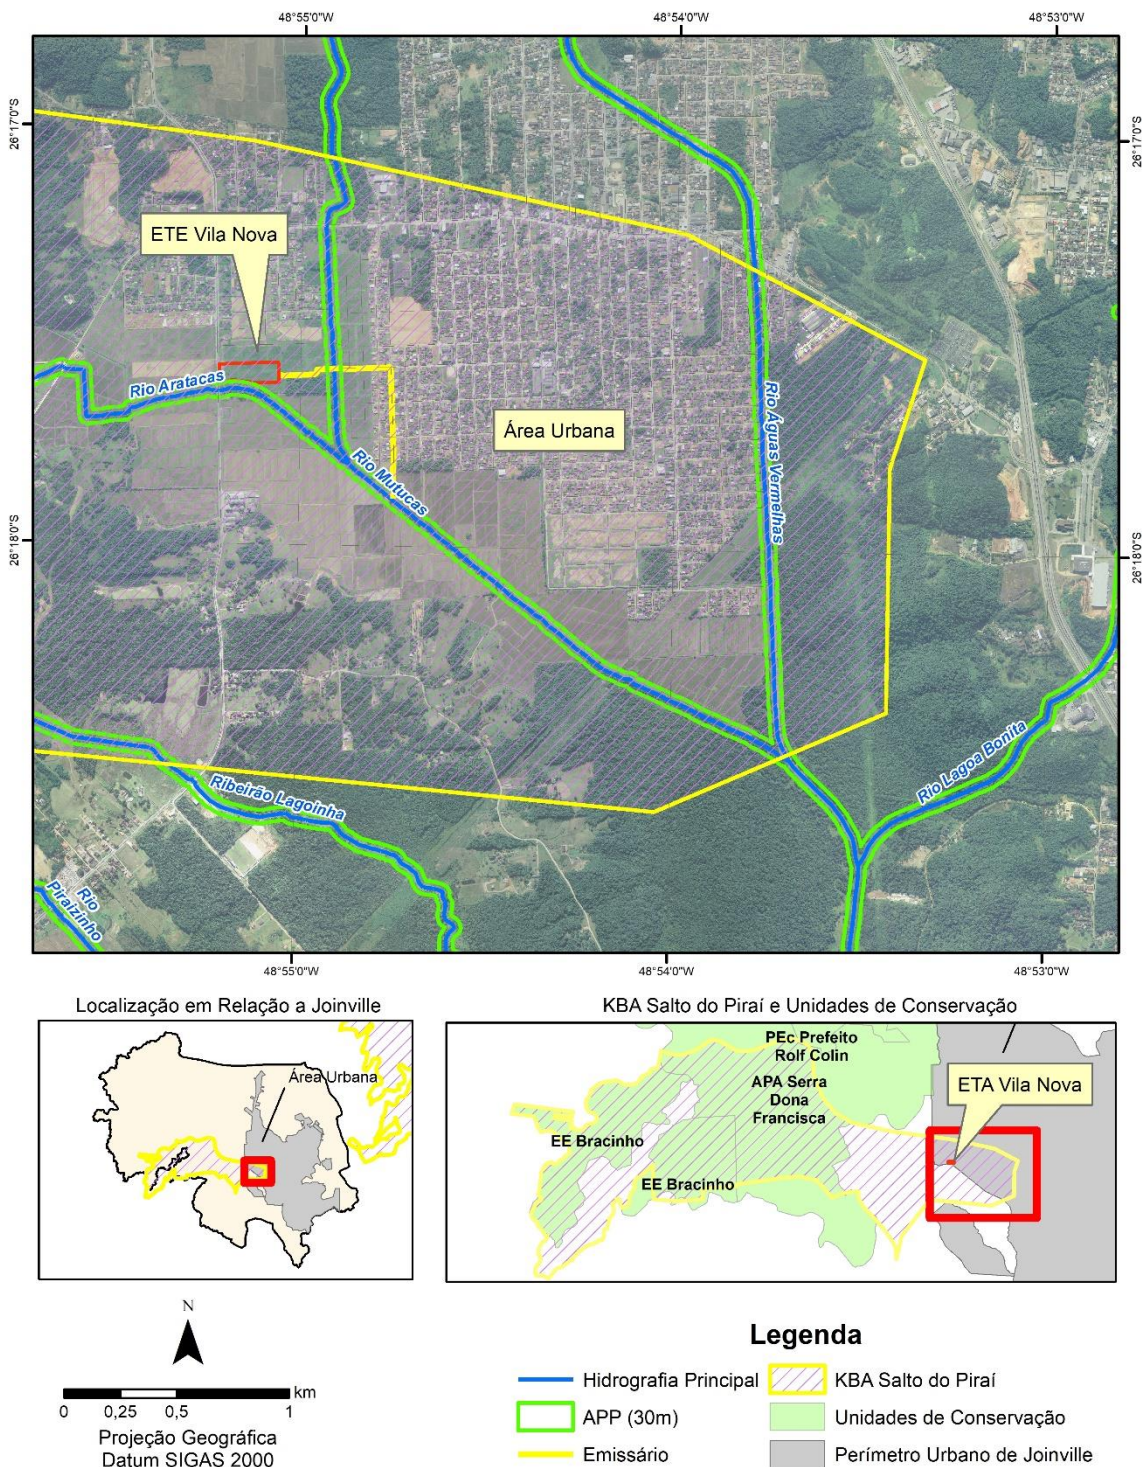 48°55'0"W
48°54'0"W
48°53'0"W
26°17'0"S
26°17'0"S
ETE Vila Nova
Rio Aratacas
Área Urbana
Rio Mutucas
Rio Águas Vermelhas
26°18'0"S
26°18'0"S
Rio Lagoa Bonita
Ribeirão Lagoinha
Rio
Piraizinho
48°55'0"W
48°54'0"W
48°53'0"W
Localização em Relação a Joinville
Área Urbana
KBA Salto do Piraí e Unidades de Conservação
PEc Prefeito
Rolf Colin
APA Serra
Dona
Francisca
ETA Vila Nova
EE Bracinho
EE Bracinho
N
km
0 0,25 0,5 1
Projeção Geográfica
Datum SIGAS 2000
Legenda
Hidrografia Principal
APP (30m)
Emissário
KBA Salto do Piraí
Unidades de Conservação
Perímetro Urbano de Joinville